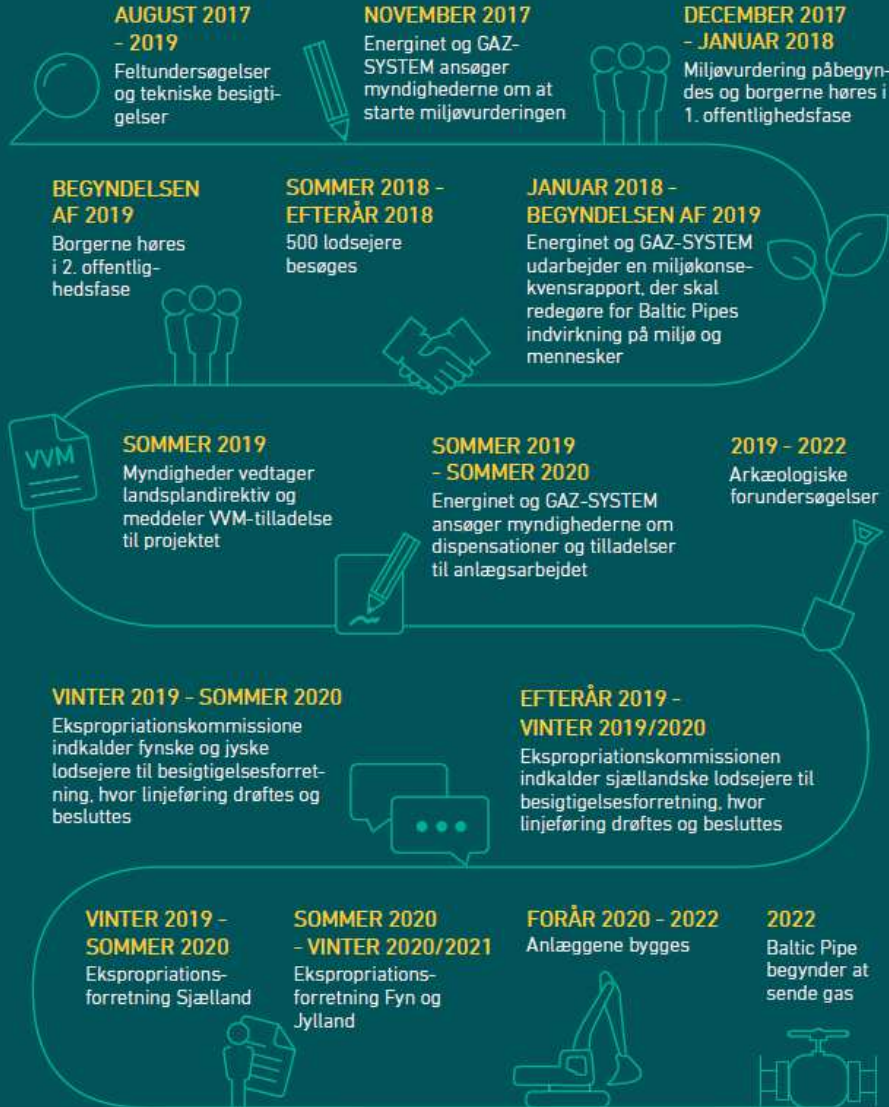 AUGUST 2017
- 2019
Feltundersøgelser
og tekniske besigti-
gelser
NOVEMBER 2017
Energinet og GAZ-
SYSTEM ansøger
myndighederne om at
starte miljøvurderingen
DECEMBER 2017
- JANUAR 2018
Miljøvurdering påbegyn-
des og borgerne høres i
1. offentlighedsfase
BEGYNDELSEN
AF 2019
Borgerne høres
i 2. offentlig-
hedsfase
SOMMER 2018 -
EFTERÅR 2018
500 lodsejere
besøges
JANUAR 2018 -
BEGYNDELSEN AF 2019
Energinet og GAZ-SYSTEM
udarbejder en miljøkonse-
kvensrapport, der skal
redegøre for Baltic Pipes
indvirkning på miljø og
mennesker
VVM
SOMMER 2019
Myndigheder vedtager
landsplandirektiv og
meddeler VVM-tilladelse
til projektet
SOMMER 2019
- SOMMER 2020
Energinet og GAZ-SYSTEM
ansøger myndighederne om
dispensationer og tilladelser
til anlægsarbejdet
2019 - 2022
Arkæologiske
forundersøgelser
VINTER 2019 - SOMMER 2020
Ekspropriationskommissione
indkalder fynske og jyske
lodsejere til besigtigelsesforret-
ning, hvor linjeføring drøftes og
besluttes
EFTERÅR 2019 -
VINTER 2019/2020
Ekspropriationskommissionen
indkalder sjællandske lodsejere til
besigtigelsesforretning, hvor
linjeføring drøftes og besluttes
VINTER 2019 -
SOMMER 2020
Ekspropriations-
forretning Sjælland
SOMMER 2020
- VINTER 2020/2021
Ekspropriations-
forretning Fyn og
Jylland
FORÅR 2020 - 2022
Anlæggene bygges
2022
Baltic Pipe
begynder at
sende gas